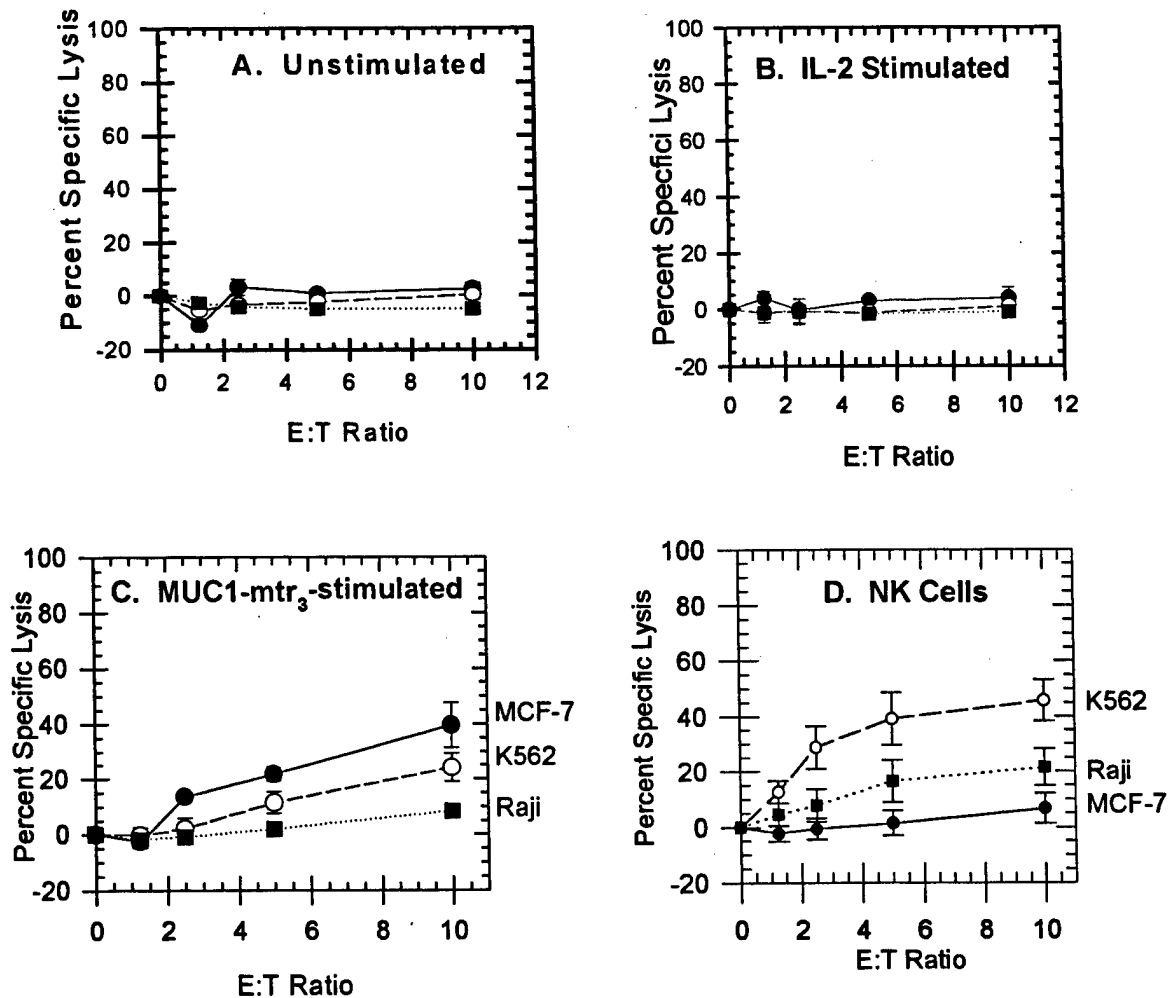 A. Unstimulated
Percent Specific Lysis
100
80
60
40
20
0
-20
0 2 4 6 8 10 12
E:T Ratio
B. IL-2 Stimulated
Percent Specfici Lysis
100
80
60
40
20
0
-20
0 2 4 6 8 10 12
E:T Ratio
C. MUC1-mtr3-stimulated
Percent Specific Lysis
100
80
60
40
20
0
-20
0 2 4 6 8 10
E:T Ratio
MCF-7
K562
Raji
D. NK Cells
Percent Specific Lysis
100
80
60
40
20
0
-20
0 2 4 6 8 10
E:T Ratio
K562
Raji
MCF-7